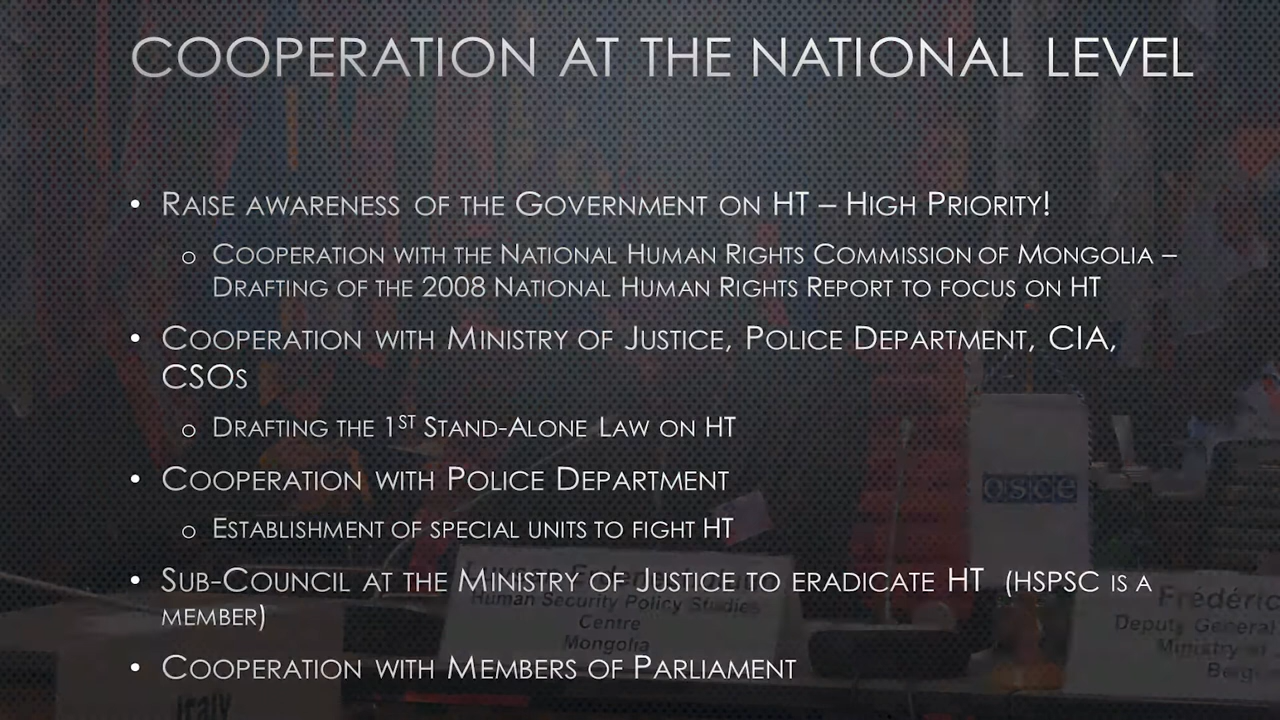 COOPERATION AT THE NATIONAL LEVEL
• RAISE AWARENESS OF THE GOVERNMENT ON HT – HIGH PRIORITY!
o COOPERATION WITH THE NATIONAL HUMAN RIGHTS COMMISSION OF MONGOLIA –
DRAFTING OF THE 2008 NATIONAL HUMAN RIGHTS REPORT TO FOCUS ON HT
• COOPERATION WITH MINISTRY OF JUSTICE, POLICE DEPARTMENT, CIA,
CSOS
o DRAFTING THE 1ST STAND-ALONE LAW ON HT
• COOPERATION WITH POLICE DEPARTMENT
o ESTABLISHMENT OF SPECIAL UNITS TO FIGHT HT
• SUB-COUNCIL AT THE MINISTRY OF JUSTICE TO ERADICATE HT (HSPSC IS A
MEMBER)
• COOPERATION WITH MEMBERS OF PARLIAMENT
osce
Human Security Policy Studies
Centre
Mongolia
Frédéric
Deputy General
Ministry of
Italy